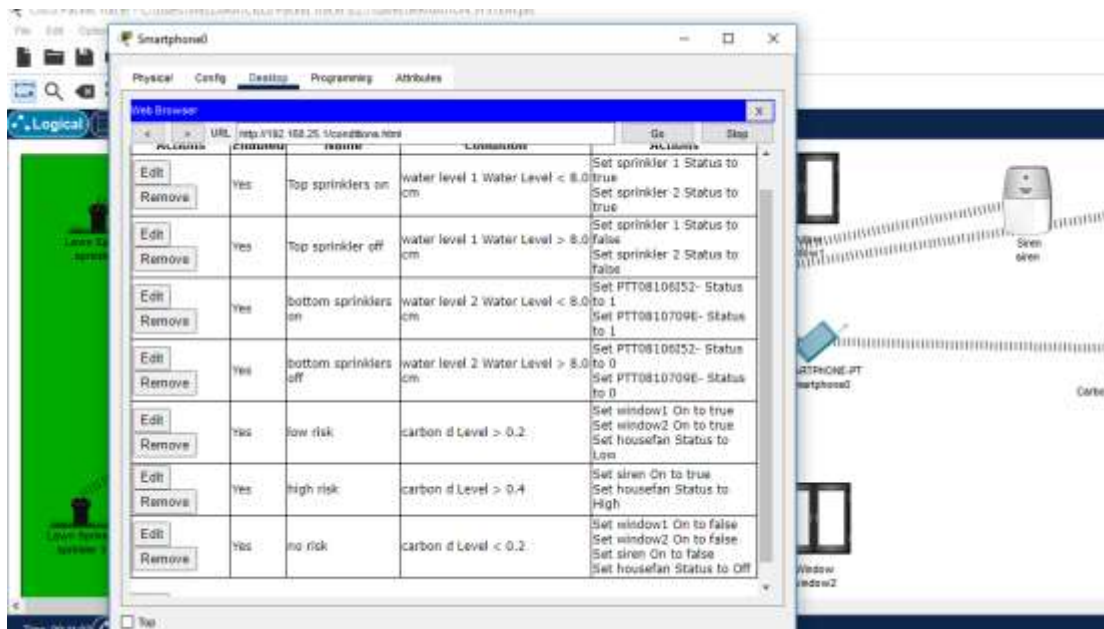 Smartphone0
Physical Config Desktop Programming Attributes
Web Browser
X
< > URL http://192.168.25.1/conditions.html Go Stop
Actions Enabled Name Condition Actions
Edit
Remove
Yes
Top sprinklers on
water level 1 Water Level < 8.0
cm
Set sprinkler 1 Status to
true
Set sprinkler 2 Status to
true
Edit
Remove
Yes
Top sprinkler off
water level 1 Water Level > 8.0
cm
Set sprinkler 1 Status to
false
Set sprinkler 2 Status to
false
Edit
Remove
Yes
bottom sprinklers
on
water level 2 Water Level < 8.0
cm
Set PTT08106I52- Status
to 1
Set PTT0810709E- Status
to 1
Edit
Remove
Yes
bottom sprinklers
off
water level 2 Water Level > 8.0
cm
Set PTT08106I52- Status
to 0
Set PTT0810709E- Status
to 0
Edit
Remove
Yes
low risk
carbon d Level > 0.2
Set window1 On to true
Set window2 On to true
Set housefan Status to
Low
Edit
Remove
Yes
high risk
carbon d Level > 0.4
Set siren On to true
Set housefan Status to
High
Edit
Remove
Yes
no risk
carbon d Level < 0.2
Set window1 On to false
Set window2 On to false
Set siren On to false
Set housefan Status to Off
Top
Logical
Siren
siren
Window
window2